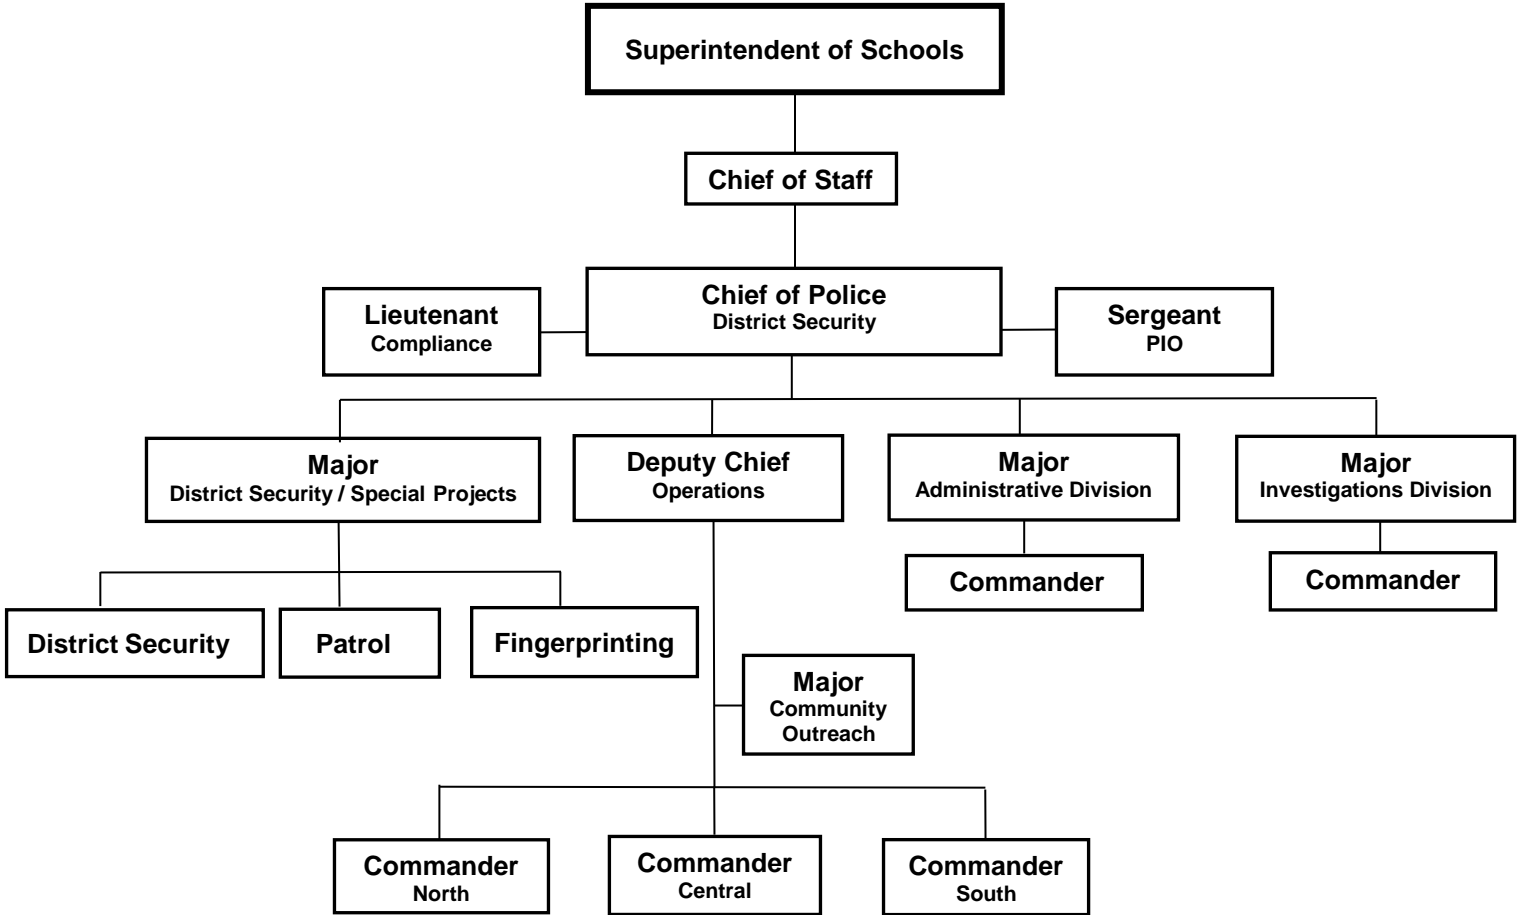 Superintendent of Schools
Chief of Staff
Lieutenant
Compliance
Chief of Police
District Security
Sergeant
PIO
Major
District Security / Special Projects
Deputy Chief
Operations
Major
Administrative Division
Major
Investigations Division
Commander
Commander
District Security
Patrol
Fingerprinting
Major
Community
Outreach
Commander
North
Commander
Central
Commander
South